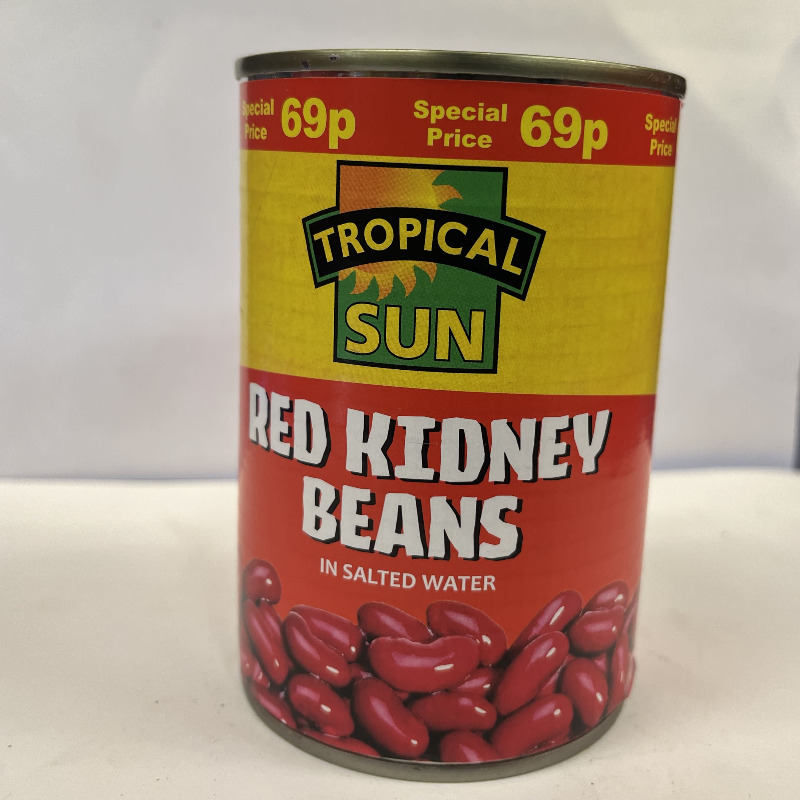 Special Price 69p Special Price 69p Special Price
TROPICAL
SUN
RED KIDNEY
BEANS
IN SALTED WATER